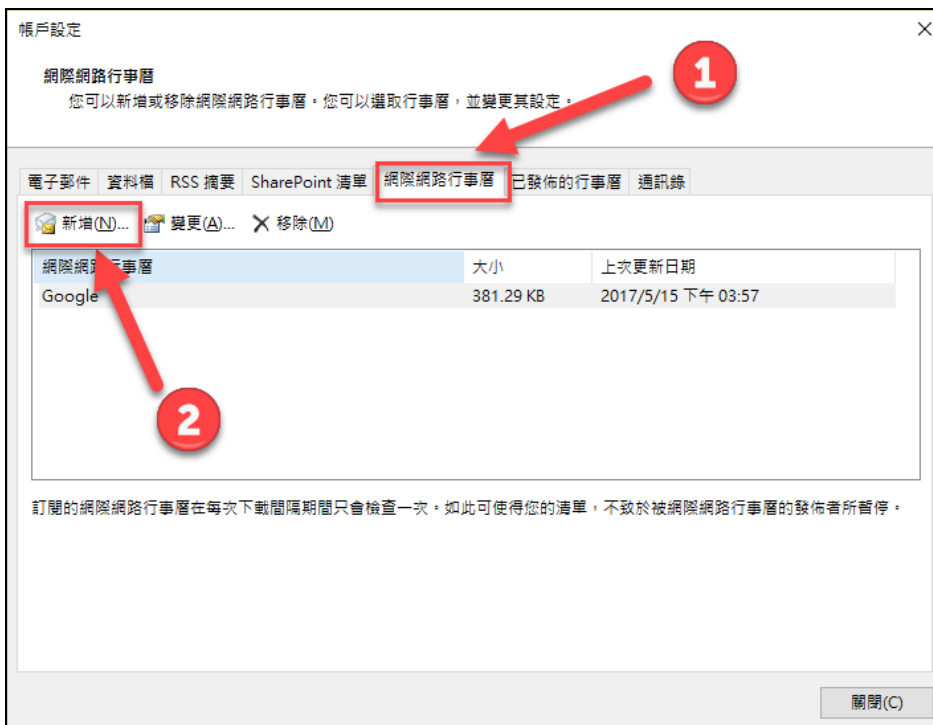 帳戶設定
網際網路行事曆
您可以新增或移除網際網路行事曆。您可以選取行事曆，並變更其設定。
1
電子郵件 資料檔 RSS 摘要 SharePoint 清單 網際網路行事曆 已發佈的行事曆 通訊錄
新增(N)... 變更(A)... 移除(M)
網際網路行事曆 大小 上次更新日期
Google 381.29 KB 2017/5/15 下午 03:57
2
訂閱的網際網路行事曆在每次下載間隔期間只會檢查一次。如此可使得您的清單，不致於被網際網路行事曆的發佈者所暫停。
關閉(C)